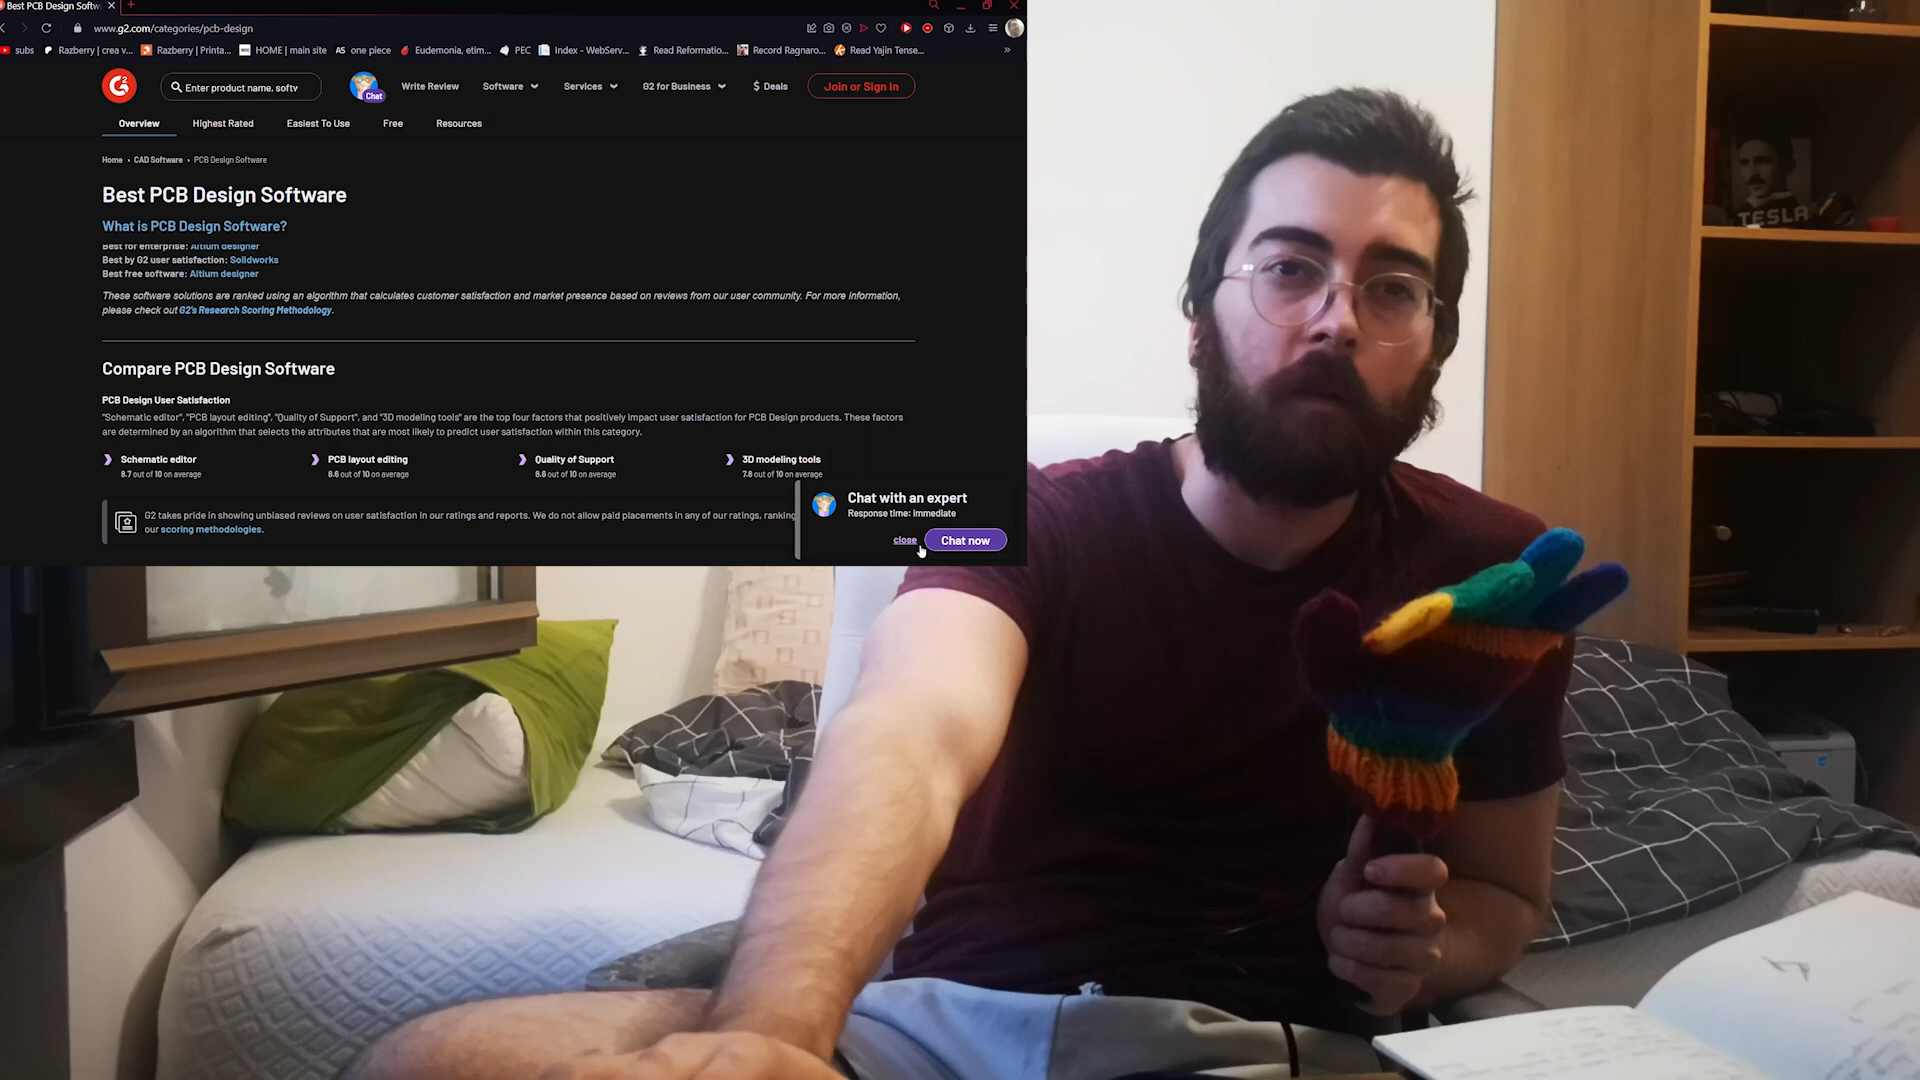 Best PCB Design Softw
www.g2.com/categories/pcb-design
subs
Razberry | crea v...
Razberry | Printa...
HOME | main site
AS one piece
Eudemonia, etim...
PEC
Index - WebServ...
Read Reformatio...
Record Ragnaro...
Read Yajin Tense...
Enter product name, softv
Chat
Write Review
Software
Services
G2 for Business
$ Deals
Join or Sign In
Overview
Highest Rated
Easiest To Use
Free
Resources
Home › CAD Software › PCB Design Software
Best PCB Design Software
What is PCB Design Software?
Best for enterprise: Altium designer
Best by G2 user satisfaction: Solidworks
Best free software: Altium designer
These software solutions are ranked using an algorithm that calculates customer satisfaction and market presence based on reviews from our user community. For more information,
please check out G2's Research Scoring Methodology.
Compare PCB Design Software
PCB Design User Satisfaction
"Schematic editor", "PCB layout editing", "Quality of Support", and "3D modeling tools" are the top four factors that positively impact user satisfaction for PCB Design products. These factors
are determined by an algorithm that selects the attributes that are most likely to predict user satisfaction within this category.
Schematic editor
8.7 out of 10 on average
PCB layout editing
8.6 out of 10 on average
Quality of Support
8.6 out of 10 on average
3D modeling tools
7.8 out of 10 on average
G2 takes pride in showing unbiased reviews on user satisfaction in our ratings and reports. We do not allow paid placements in any of our ratings, ranking
our scoring methodologies.
Chat with an expert
Response time: Immediate
close
Chat now
TESLA